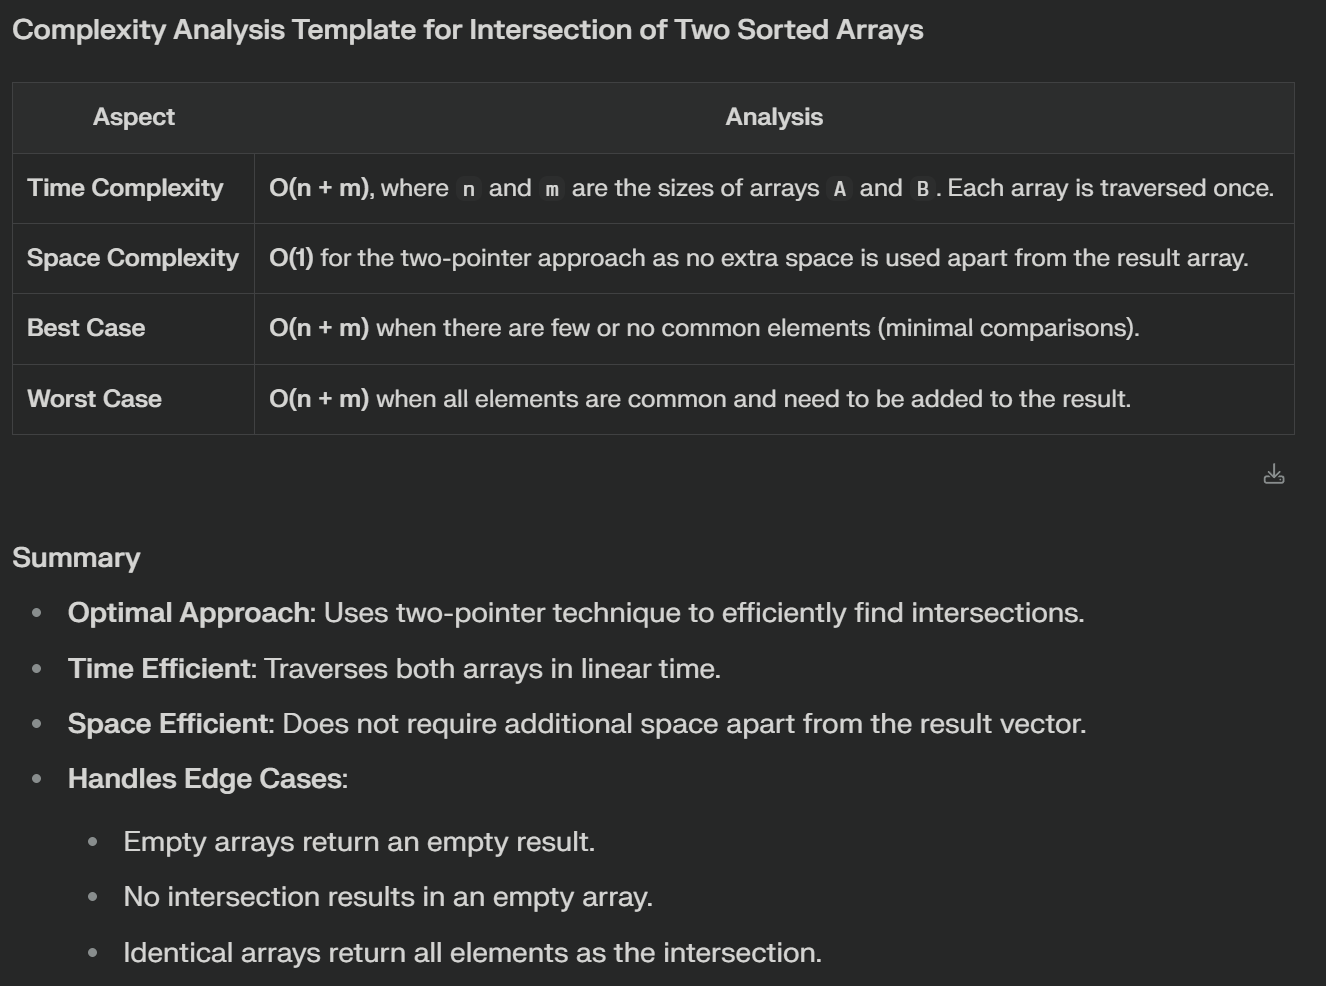 Complexity Analysis Template for Intersection of Two Sorted Arrays
Aspect Analysis
Time Complexity O(n + m), where n and m are the sizes of arrays A and B. Each array is traversed once.
Space Complexity O(1) for the two-pointer approach as no extra space is used apart from the result array.
Best Case O(n + m) when there are few or no common elements (minimal comparisons).
Worst Case O(n + m) when all elements are common and need to be added to the result.
Summary
• Optimal Approach: Uses two-pointer technique to efficiently find intersections.
• Time Efficient: Traverses both arrays in linear time.
• Space Efficient: Does not require additional space apart from the result vector.
• Handles Edge Cases:
• Empty arrays return an empty result.
• No intersection results in an empty array.
• Identical arrays return all elements as the intersection.